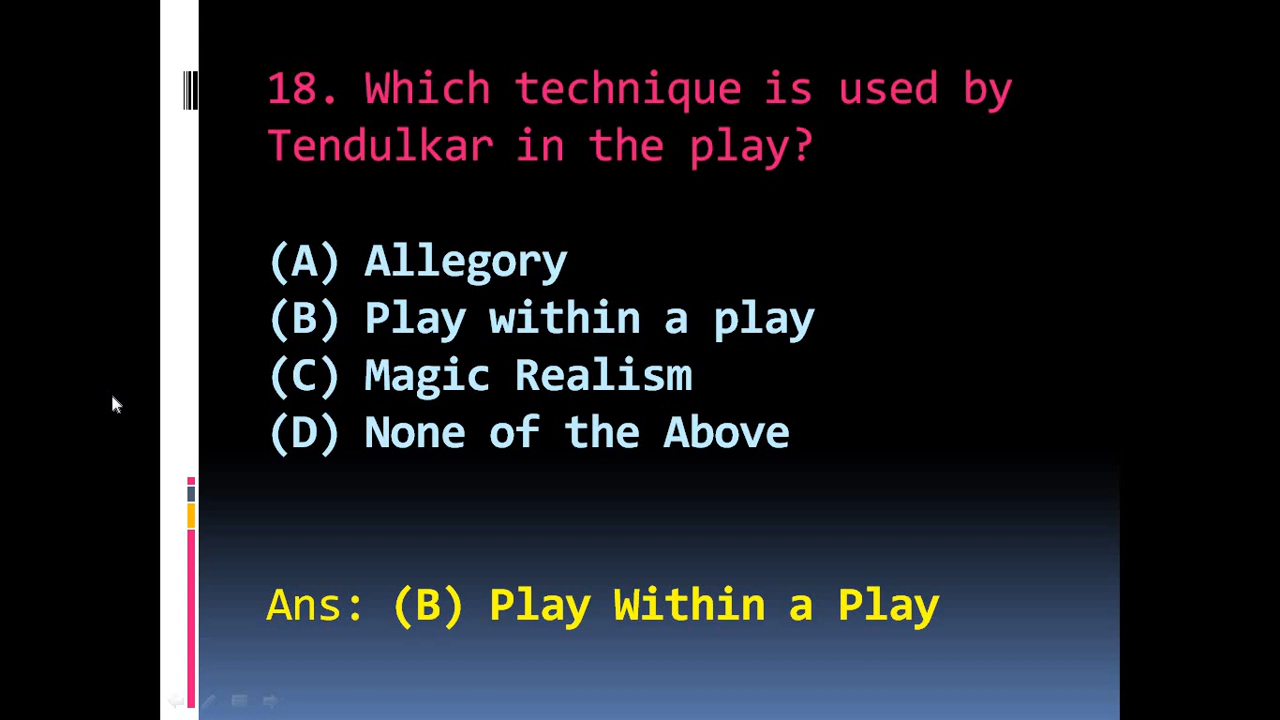 18. Which technique is used by
Tendulkar in the play?
(A) Allegory
(B) Play within a play
(C) Magic Realism
(D) None of the Above
Ans: (B) Play Within a Play